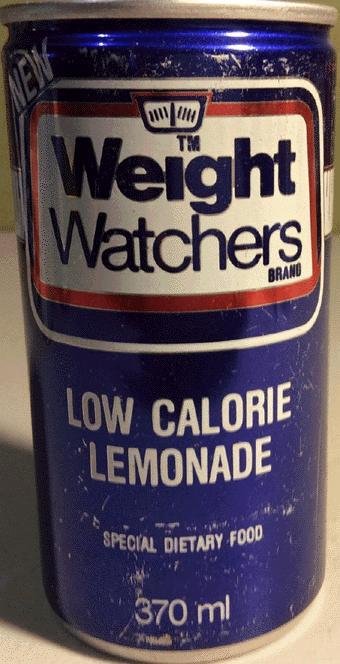 NEW
TM
Weight
Watchers
BRAND
LOW CALORIE
LEMONADE
SPECIAL DIETARY FOOD
370 ml